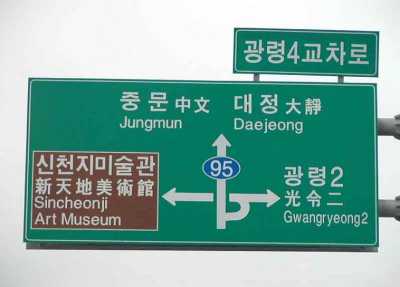 광령4교차로
중문 中文 대정 大靜
Jungmun Daejeong
95
신천지미술관
新天地美術館
Sincheonji
Art Museum
광령2
光令二
Gwangryeong2